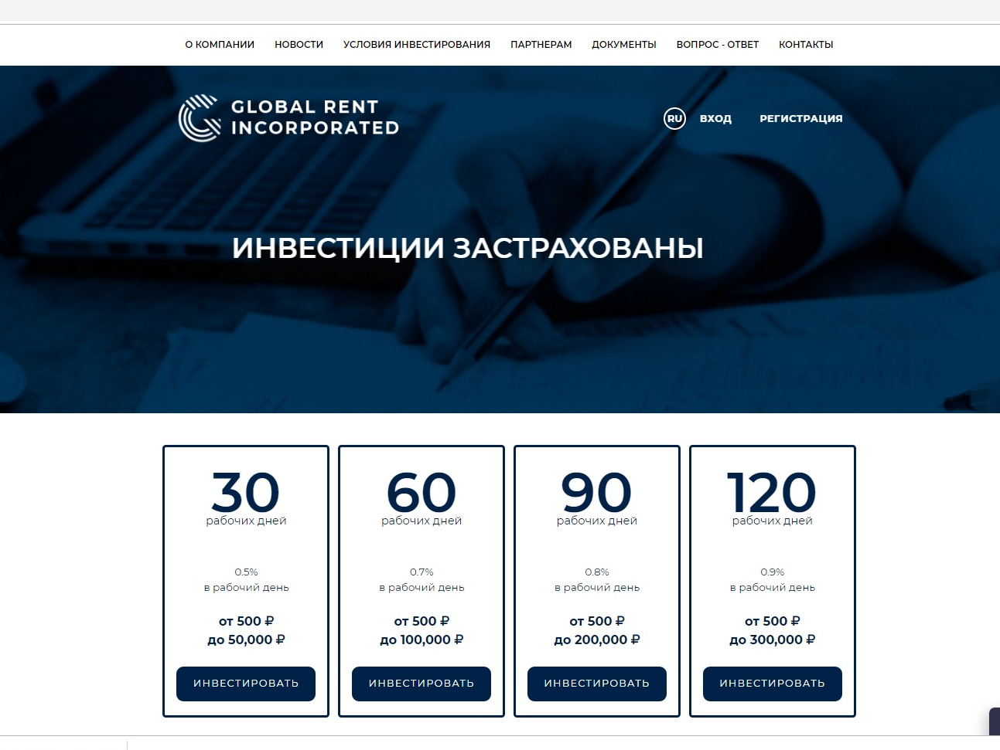 О КОМПАНИИ НОВОСТИ УСЛОВИЯ ИНВЕСТИРОВАНИЯ ПАРТНЕРАМ ДОКУМЕНТЫ ВОПРОС - ОТВЕТ КОНТАКТЫ
GLOBAL RENT
INCORPORATED
RU ВХОД РЕГИСТРАЦИЯ
ИНВЕСТИЦИИ ЗАСТРАХОВАНЫ
30
рабочих дней
0.5%
в рабочий день
от 500 ₽
до 50,000 ₽
ИНВЕСТИРОВАТЬ
60
рабочих дней
0.7%
в рабочий день
от 500 ₽
до 100,000 ₽
ИНВЕСТИРОВАТЬ
90
рабочих дней
0.8%
в рабочий день
от 500 ₽
до 200,000 ₽
ИНВЕСТИРОВАТЬ
120
рабочих дней
0.9%
в рабочий день
от 500 ₽
до 300,000 ₽
ИНВЕСТИРОВАТЬ